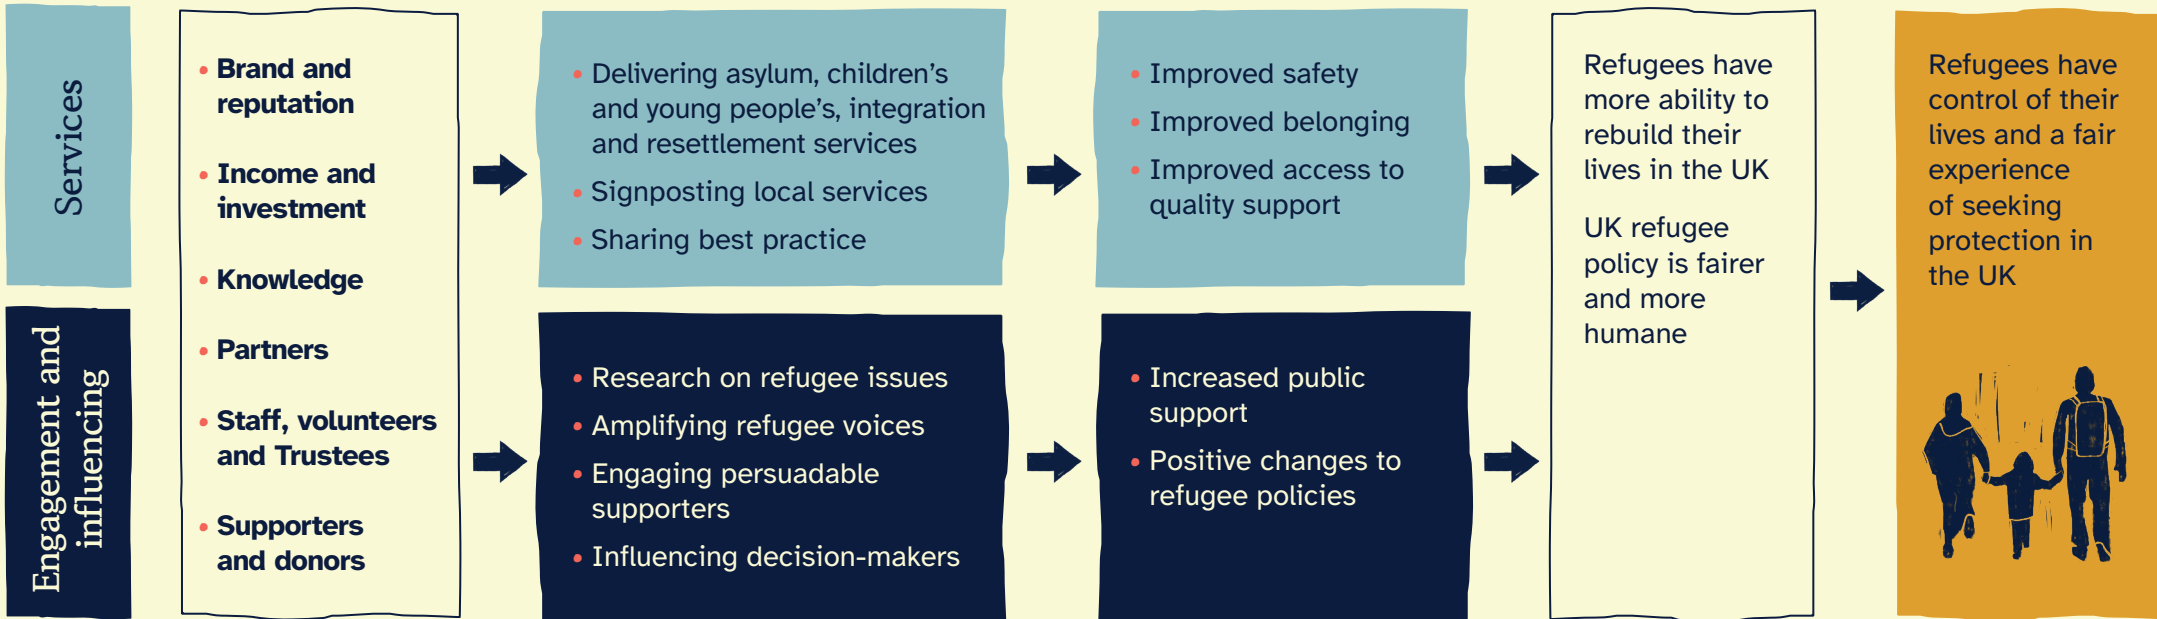 Services
Engagement and
influencing
• Brand and
reputation
• Income and
investment
• Knowledge
• Partners
• Staff, volunteers
and Trustees
• Supporters
and donors
• Delivering asylum, children’s
and young people’s, integration
and resettlement services
• Signposting local services
• Sharing best practice
• Research on refugee issues
• Amplifying refugee voices
• Engaging persuadable
supporters
• Influencing decision-makers
• Improved safety
• Improved belonging
• Improved access to
quality support
• Increased public
support
• Positive changes to
refugee policies
Refugees have
more ability to
rebuild their
lives in the UK
UK refugee
policy is fairer
and more
humane
Refugees have
control of their
lives and a fair
experience
of seeking
protection in
the UK